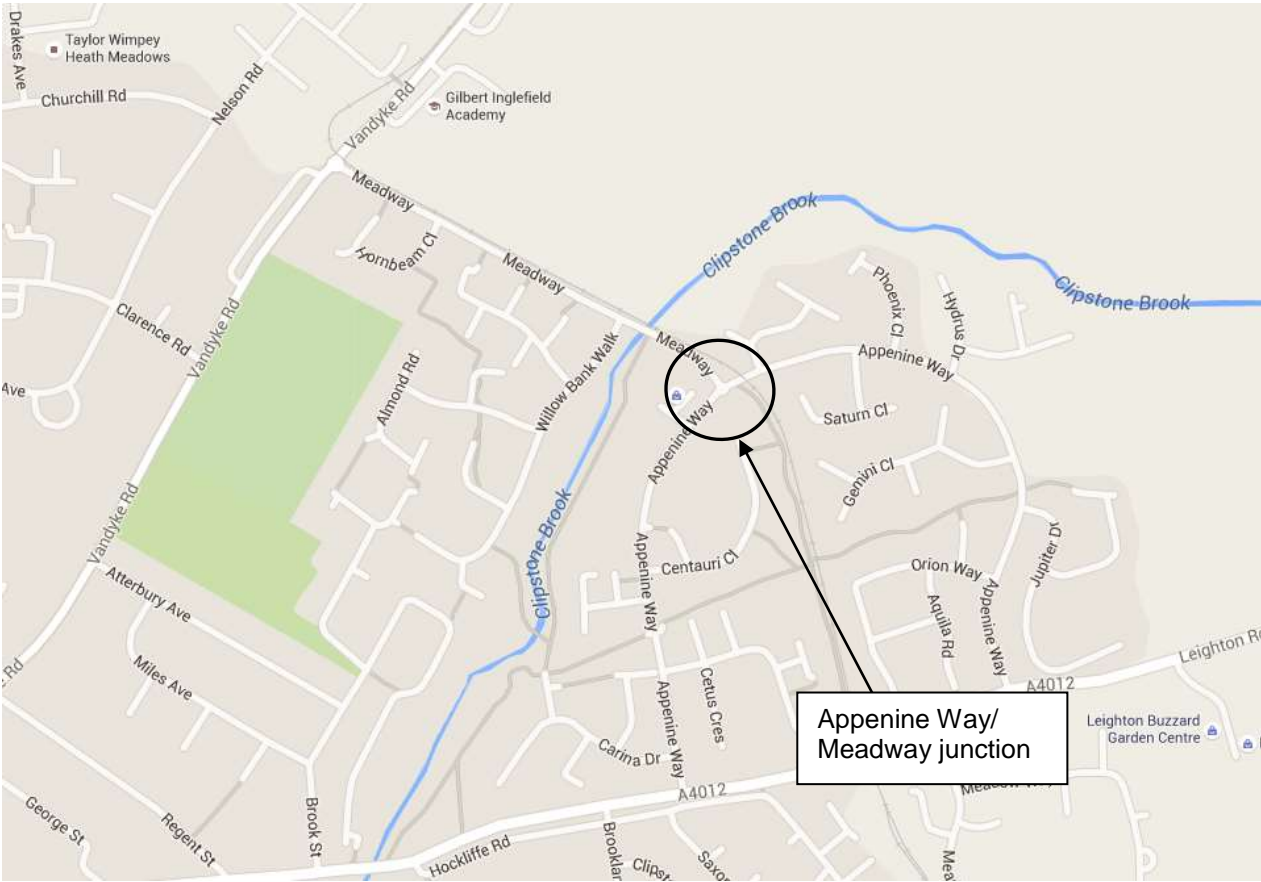 Drakes Ave
Taylor Wimpey
Heath Meadows
Churchill Rd
Nelson Rd
Vandyke Rd
Gilbert Inglefield
Academy
Meadway
Hornbeam Cl
Meadway
Clipstone Brook
Clipstone Brook
Phoenix Cl
Hydrus Dr
Clarence Rd
Vandyke Rd
Ave
Almond Rd
Willow Bank Walk
Meadway
Appenine Way
Saturn Cl
Appenine Way
Gemini Cl
Vandyke Rd
Clipstone Brook
Atterbury Ave
Appenine Way
Centauri Cl
Orion Way
Jupiter Dr
Aquila Rd
Appenine Way
Miles Ave
Rd
Leighton R
A4012
Cetus Cres
Appenine Way
Carina Dr
Appenine Way/
Meadway junction
Leighton Buzzard
Garden Centre
A4012
George St
Regent St
Brook St
Hockliffe Rd
Brooklan
Clipst
Saxo
Mea